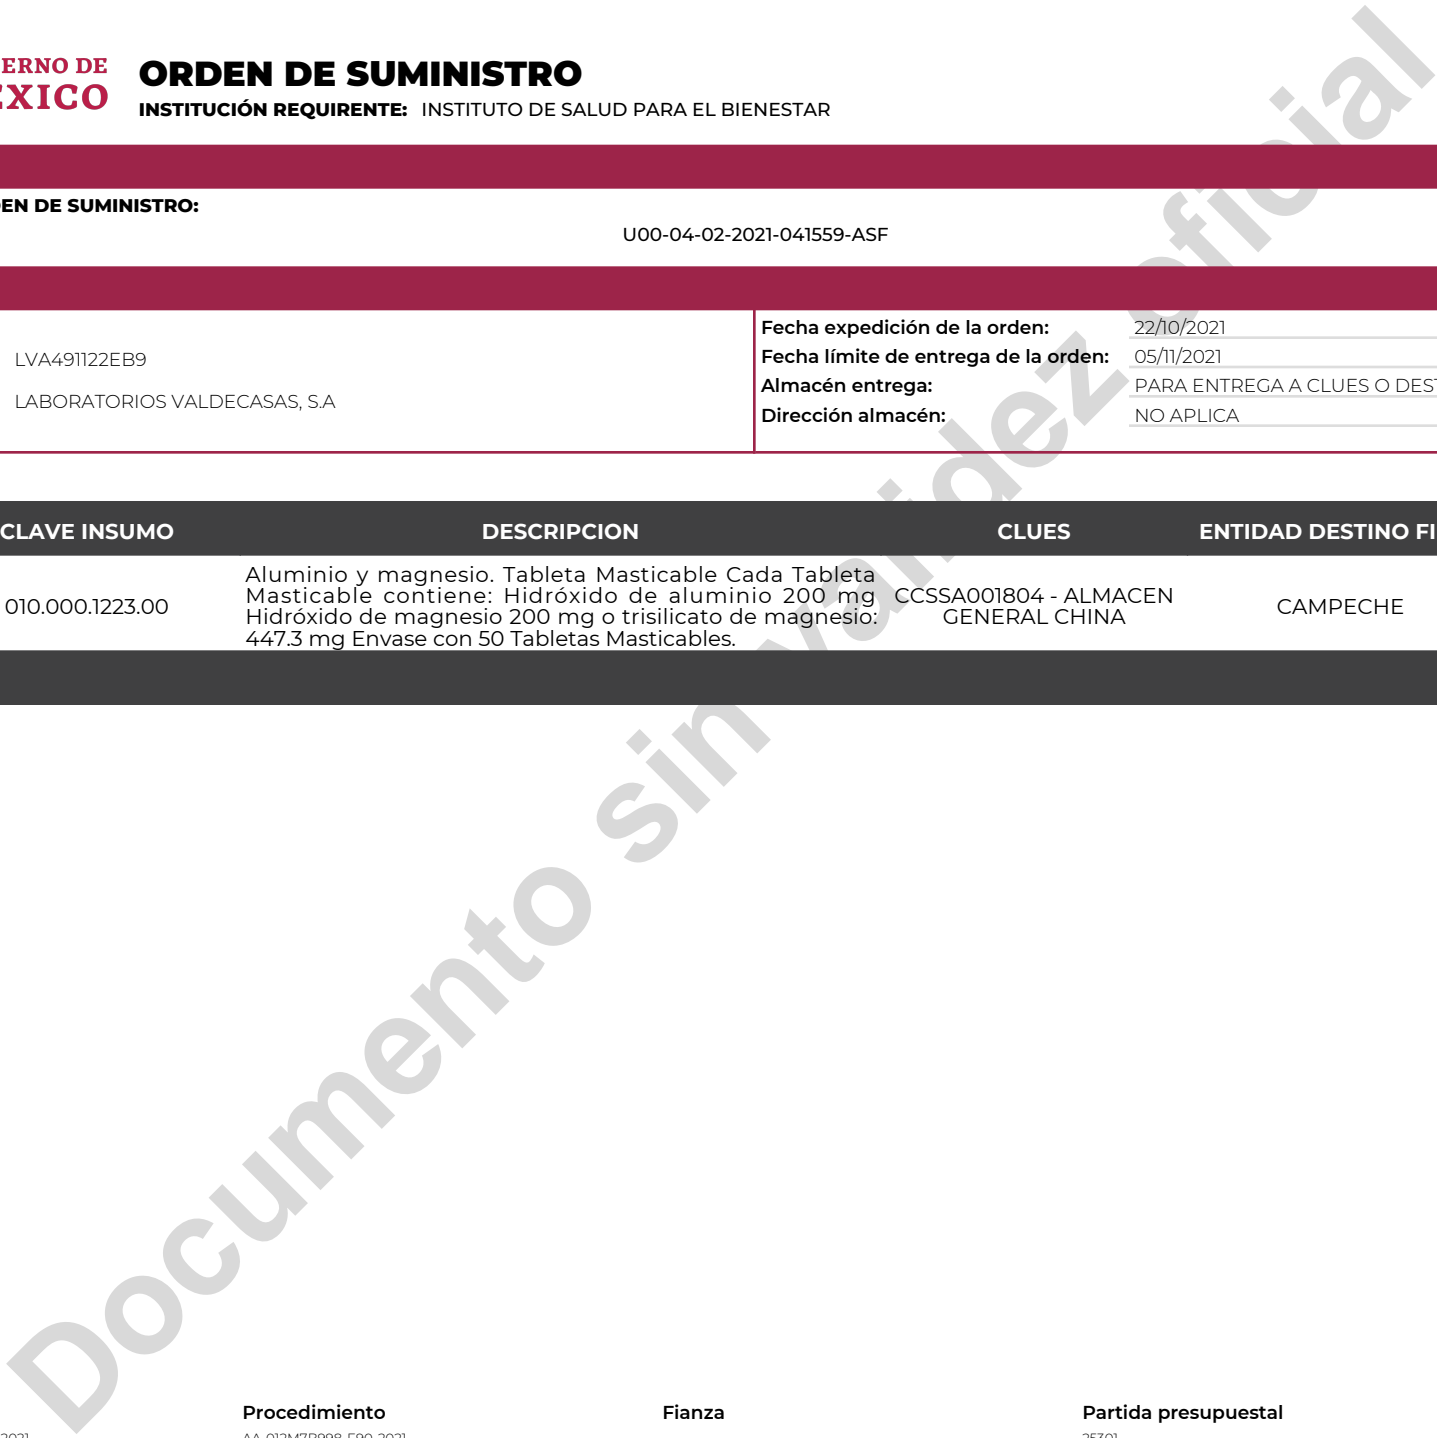 ERNO DE
EXICO
ORDEN DE SUMINISTRO
INSTITUCIÓN REQUIRENTE: INSTITUTO DE SALUD PARA EL BIENESTAR
EN DE SUMINISTRO:
U00-04-02-2021-041559-ASF
LVA491122EB9
LABORATORIOS VALDECASAS, S.A
Fecha expedición de la orden: 22/10/2021
Fecha límite de entrega de la orden: 05/11/2021
Almacén entrega: PARA ENTREGA A CLUES O DEST
Dirección almacén: NO APLICA
CLAVE INSUMO DESCRIPCION CLUES ENTIDAD DESTINO FI
010.000.1223.00
Aluminio y magnesio. Tableta Masticable Cada Tableta
Masticable contiene: Hidróxido de aluminio 200 mg
Hidróxido de magnesio 200 mg o trisilicato de magnesio:
447.3 mg Envase con 50 Tabletas Masticables.
CCSSA001804 - ALMACEN
GENERAL CHINA
CAMPECHE
Documento sin validez oficial
Procedimiento Fianza Partida presupuestal